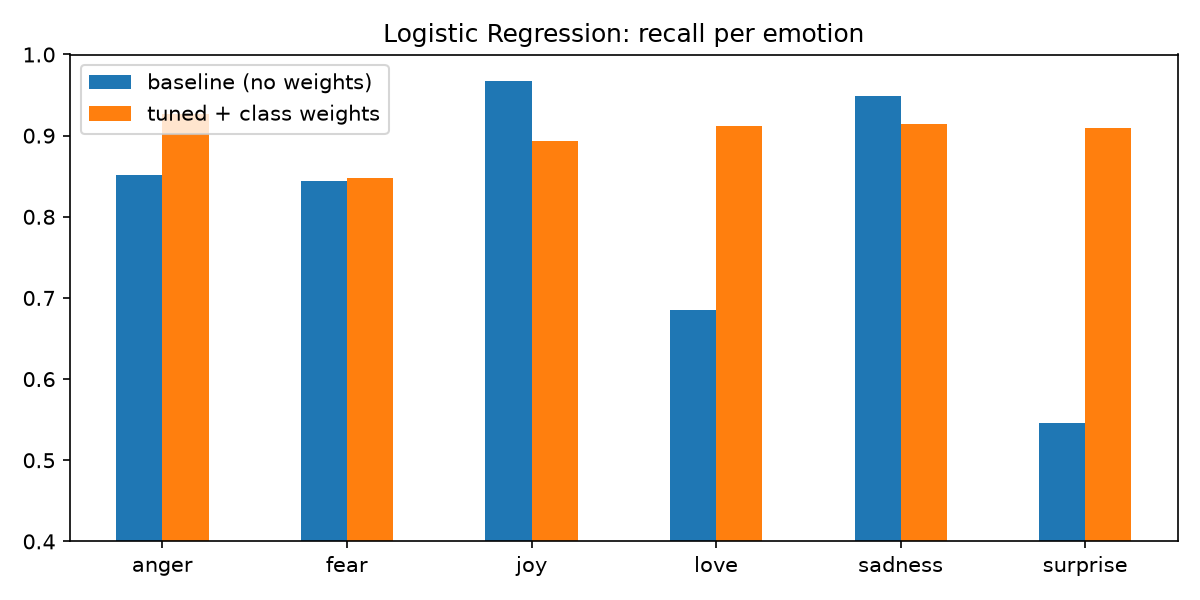 Logistic Regression: recall per emotion
1.0
baseline (no weights)
tuned + class weights
0.9
0.8
0.7
0.6
0.5
0.4
anger fear joy love sadness surprise